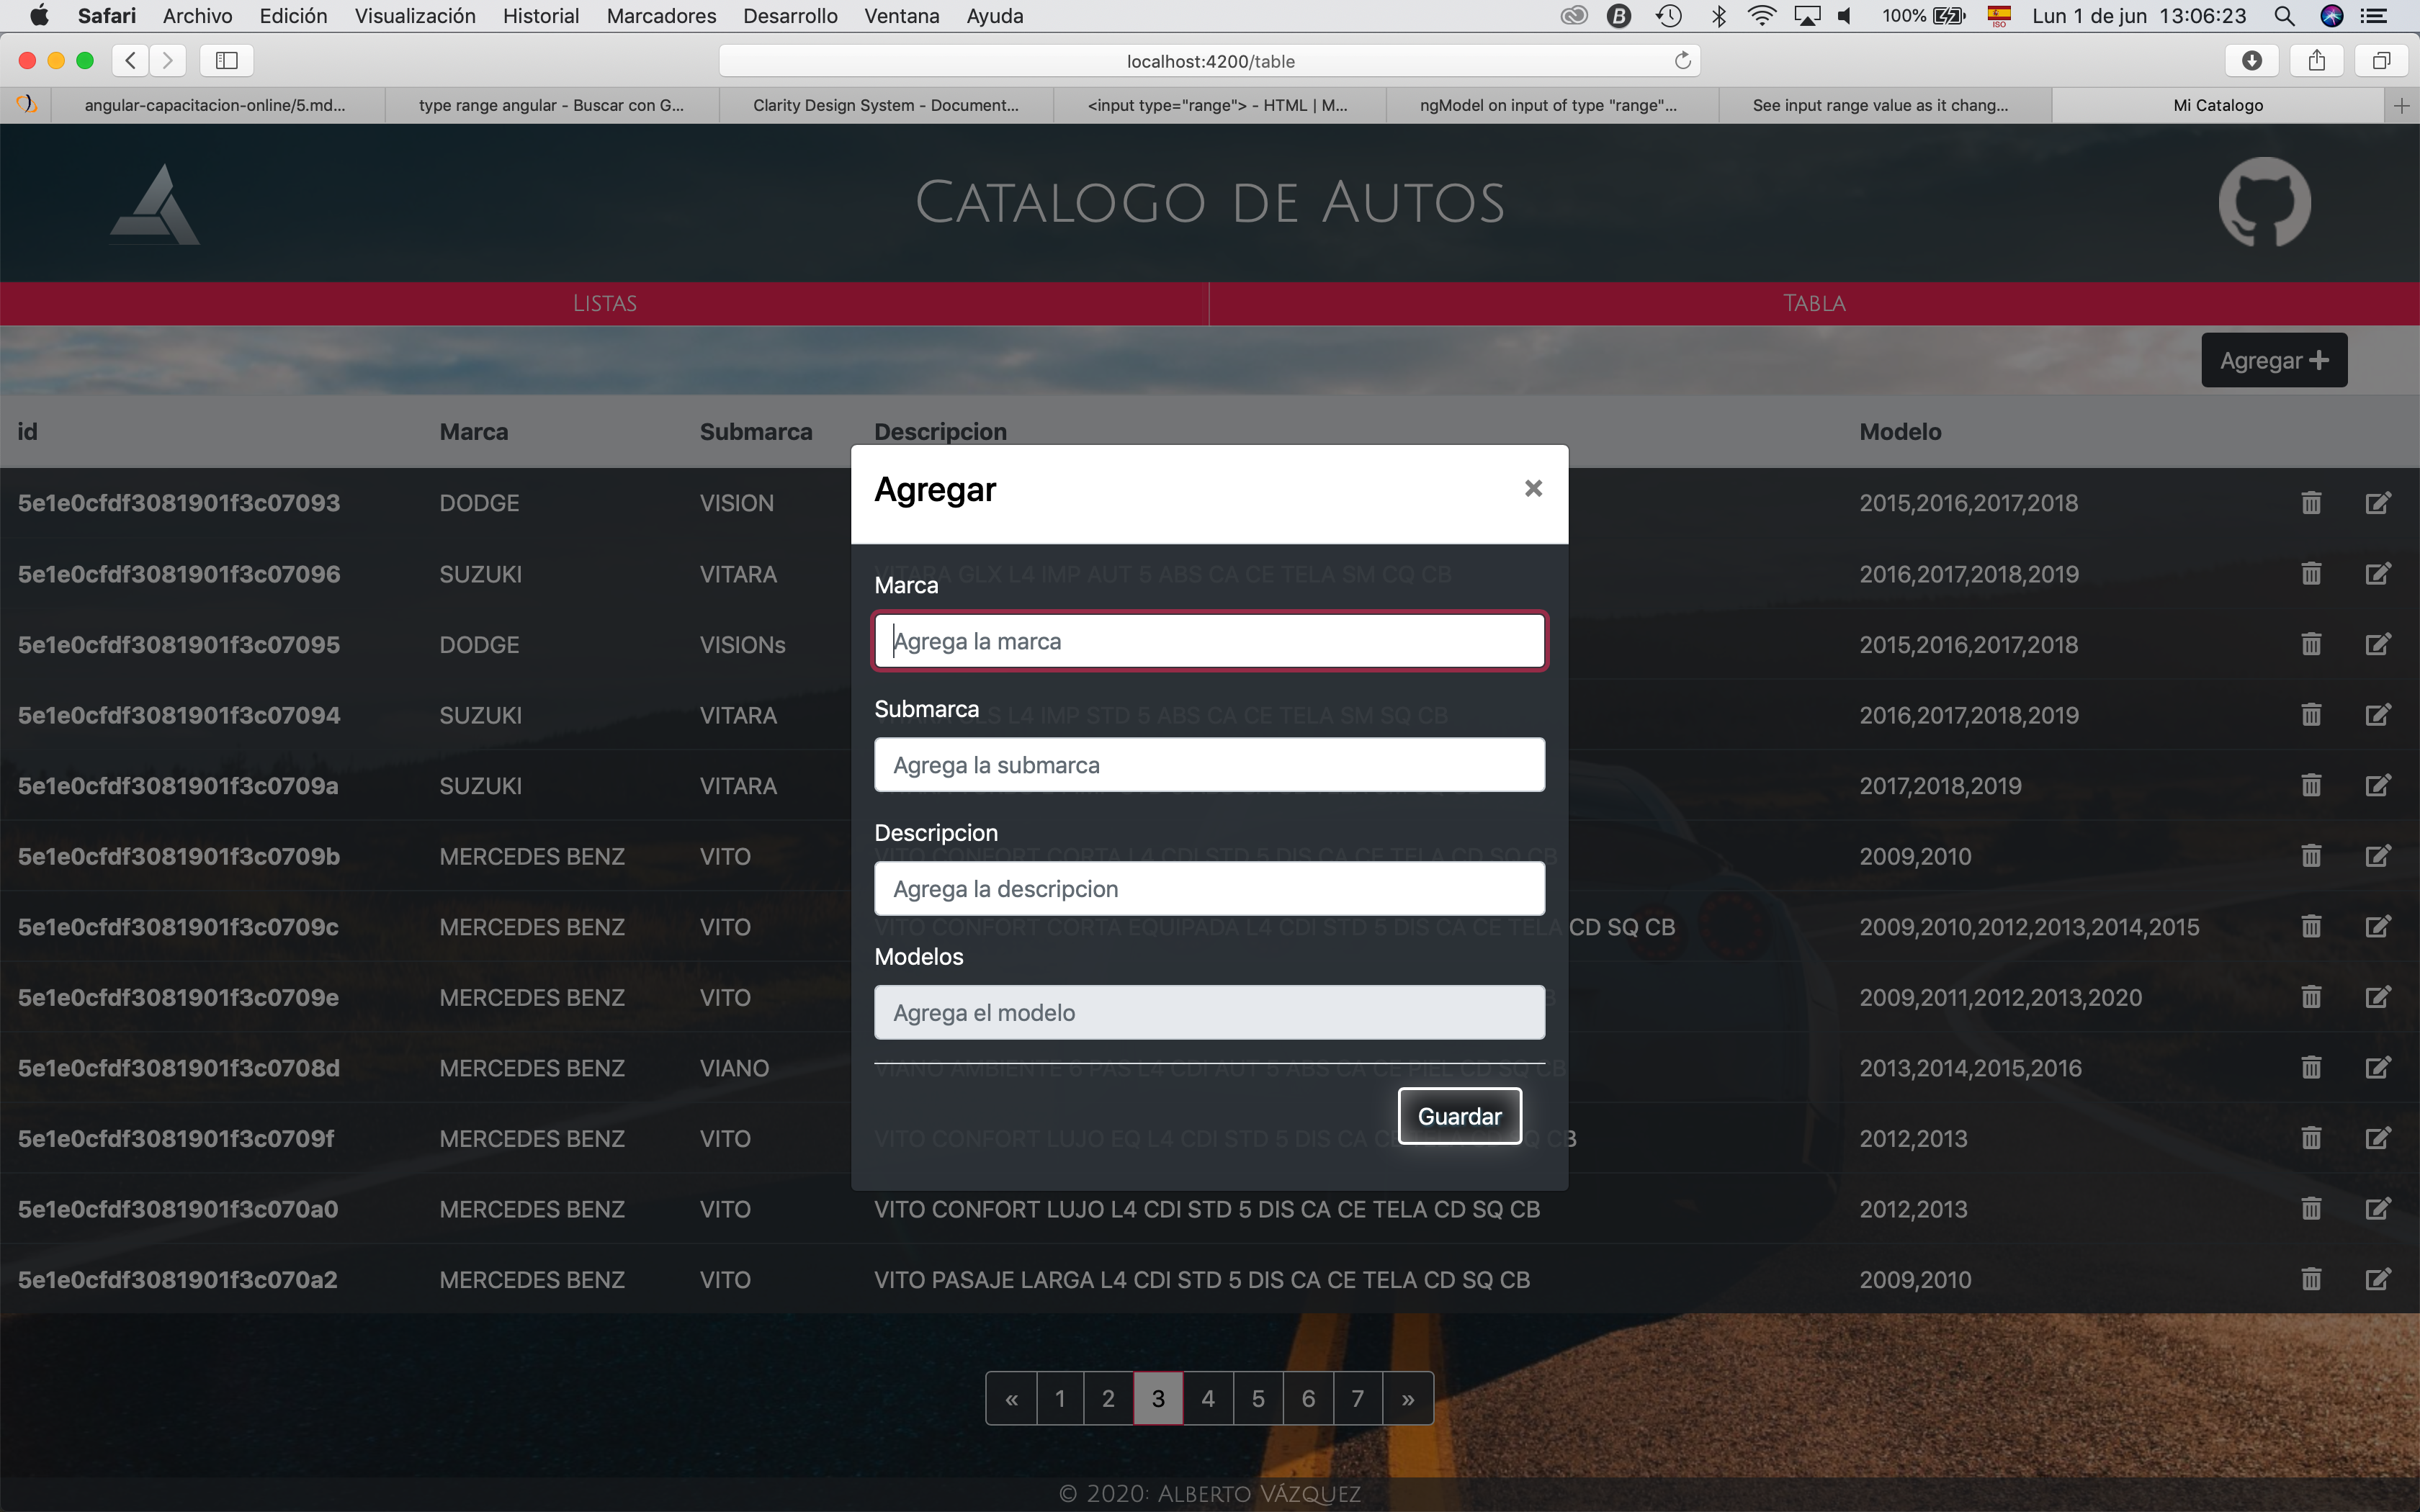 Safari Archivo Edición Visualización Historial Marcadores Desarrollo Ventana Ayuda 100% ISO Lun 1 de jun 13:06:23
localhost:4200/table
angular-capacitacion-online/5.md... type range angular - Buscar con G... Clarity Design System - Document... <input type="range"> - HTML | M... ngModel on input of type "range"... See input range value as it chang... Mi Catalogo
Catalogo de Autos
Listas Tabla
Agregar
id Marca Submarca Descripcion Modelo
5e1e0cfdf3081901f3c07093 DODGE VISION 2015,2016,2017,2018
5e1e0cfdf3081901f3c07096 SUZUKI VITARA VITARA GLX L4 IMP AUT 5 ABS CA CE TELA SM CQ CB 2016,2017,2018,2019
5e1e0cfdf3081901f3c07095 DODGE VISIONs 2015,2016,2017,2018
5e1e0cfdf3081901f3c07094 SUZUKI VITARA L4 IMP STD 5 ABS CA CE TELA SM SQ CB 2016,2017,2018,2019
5e1e0cfdf3081901f3c0709a SUZUKI VITARA 2017,2018,2019
5e1e0cfdf3081901f3c0709b MERCEDES BENZ VITO VITO CONFORT CORTA L4 CDI STD 5 DIS CA CE TELA CD SQ CB 2009,2010
5e1e0cfdf3081901f3c0709c MERCEDES BENZ VITO VITO CONFORT CORTA EQUIPADA L4 CDI STD 5 DIS CA CE TELA CD SQ CB 2009,2010,2012,2013,2014,2015
5e1e0cfdf3081901f3c0709e MERCEDES BENZ VITO 2009,2011,2012,2013,2020
5e1e0cfdf3081901f3c0708d MERCEDES BENZ VIANO VIANO AMBIENTE 6 PAS L4 CDI AUT 5 ABS CA CE PIEL CD SQ CB 2013,2014,2015,2016
5e1e0cfdf3081901f3c0709f MERCEDES BENZ VITO VITO CONFORT LUJO EQ L4 CDI STD 5 DIS CA CB 2012,2013
5e1e0cfdf3081901f3c070a0 MERCEDES BENZ VITO VITO CONFORT LUJO L4 CDI STD 5 DIS CA CE TELA CD SQ CB 2012,2013
5e1e0cfdf3081901f3c070a2 MERCEDES BENZ VITO VITO PASAJE LARGA L4 CDI STD 5 DIS CA CE TELA CD SQ CB 2009,2010
Agregar ×
Marca
Agrega la marca
Submarca
Agrega la submarca
Descripcion
Agrega la descripcion
Modelos
Agrega el modelo
Guardar
« 1 2 3 4 5 6 7 »
© 2020: Alberto Vázquez